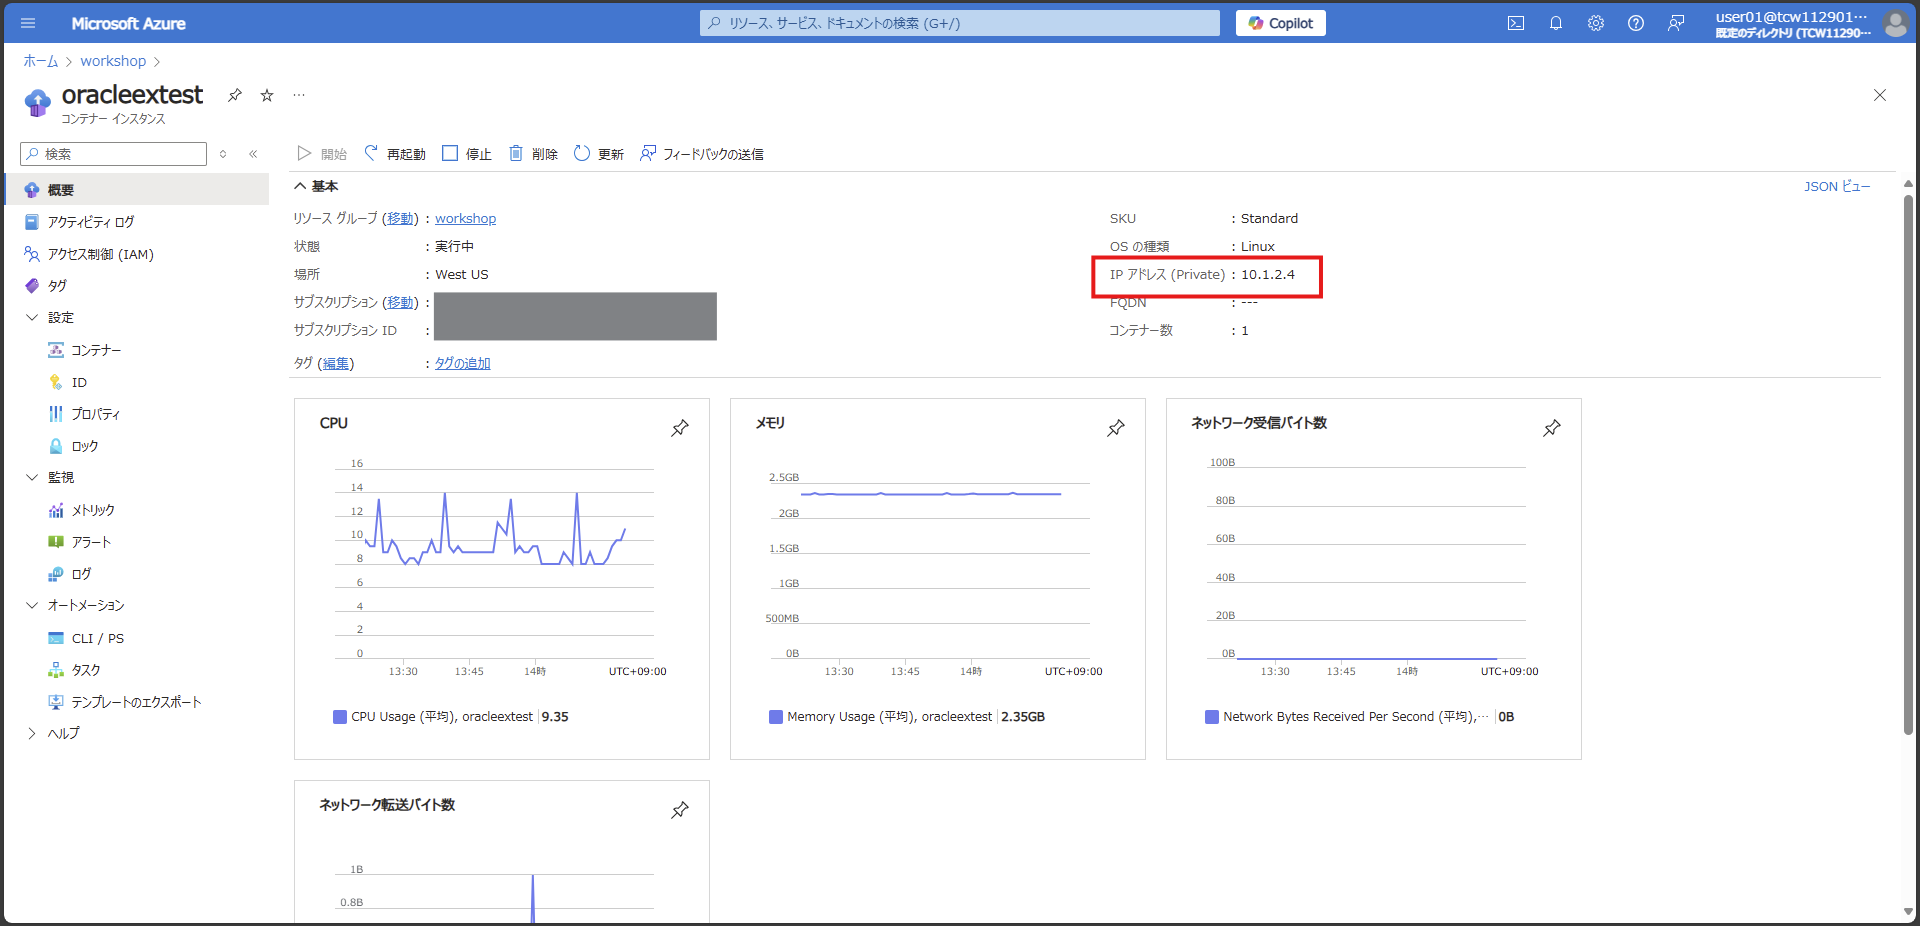 Microsoft Azure
リソース、サービス、ドキュメントの検索 (G+/)
Copilot
user01@tcw112901…
既定のディレクトリ (TCW11290…
ホーム > workshop >
oracleextest
コンテナー インスタンス
検索
概要
アクティビティ ログ
アクセス制御 (IAM)
タグ
設定
コンテナー
ID
プロパティ
ロック
監視
メトリック
アラート
ログ
オートメーション
CLI / PS
タスク
テンプレートのエクスポート
ヘルプ
開始 再起動 停止 削除 更新 フィードバックの送信
基本
JSON ビュー
リソース グループ (移動) : workshop
状態 : 実行中
場所 : West US
サブスクリプション (移動) :
サブスクリプション ID :
タグ (編集) : タグの追加
SKU : Standard
OS の種類 : Linux
IP アドレス (Private) : 10.1.2.4
FQDN : ---
コンテナー数 : 1
CPU
16
14
12
10
8
6
4
2
0
13:30 13:45 14時 UTC+09:00
CPU Usage (平均), oracleextest 9.35
メモリ
2.5GB
2GB
1.5GB
1GB
500MB
0B
13:30 13:45 14時 UTC+09:00
Memory Usage (平均), oracleextest 2.35GB
ネットワーク受信バイト数
100B
80B
60B
40B
20B
0B
13:30 13:45 14時 UTC+09:00
Network Bytes Received Per Second (平均),… 0B
ネットワーク転送バイト数
1B
0.8B